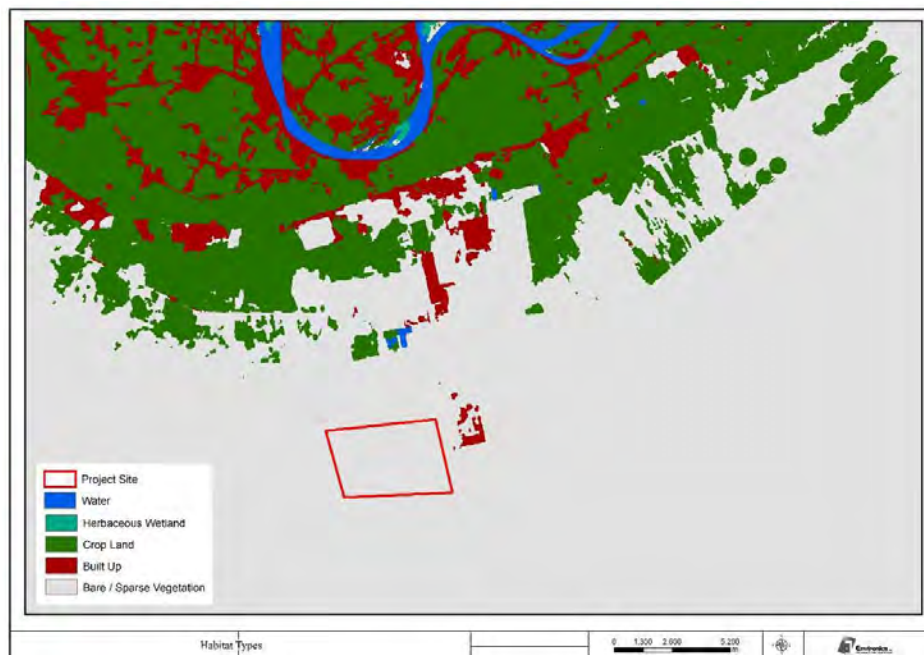 Project Site
Water
Herbaceous Wetland
Crop Land
Built Up
Bare / Sparse Vegetation
Habitat Types
0 1,300 2,600 5,200
m
Environics